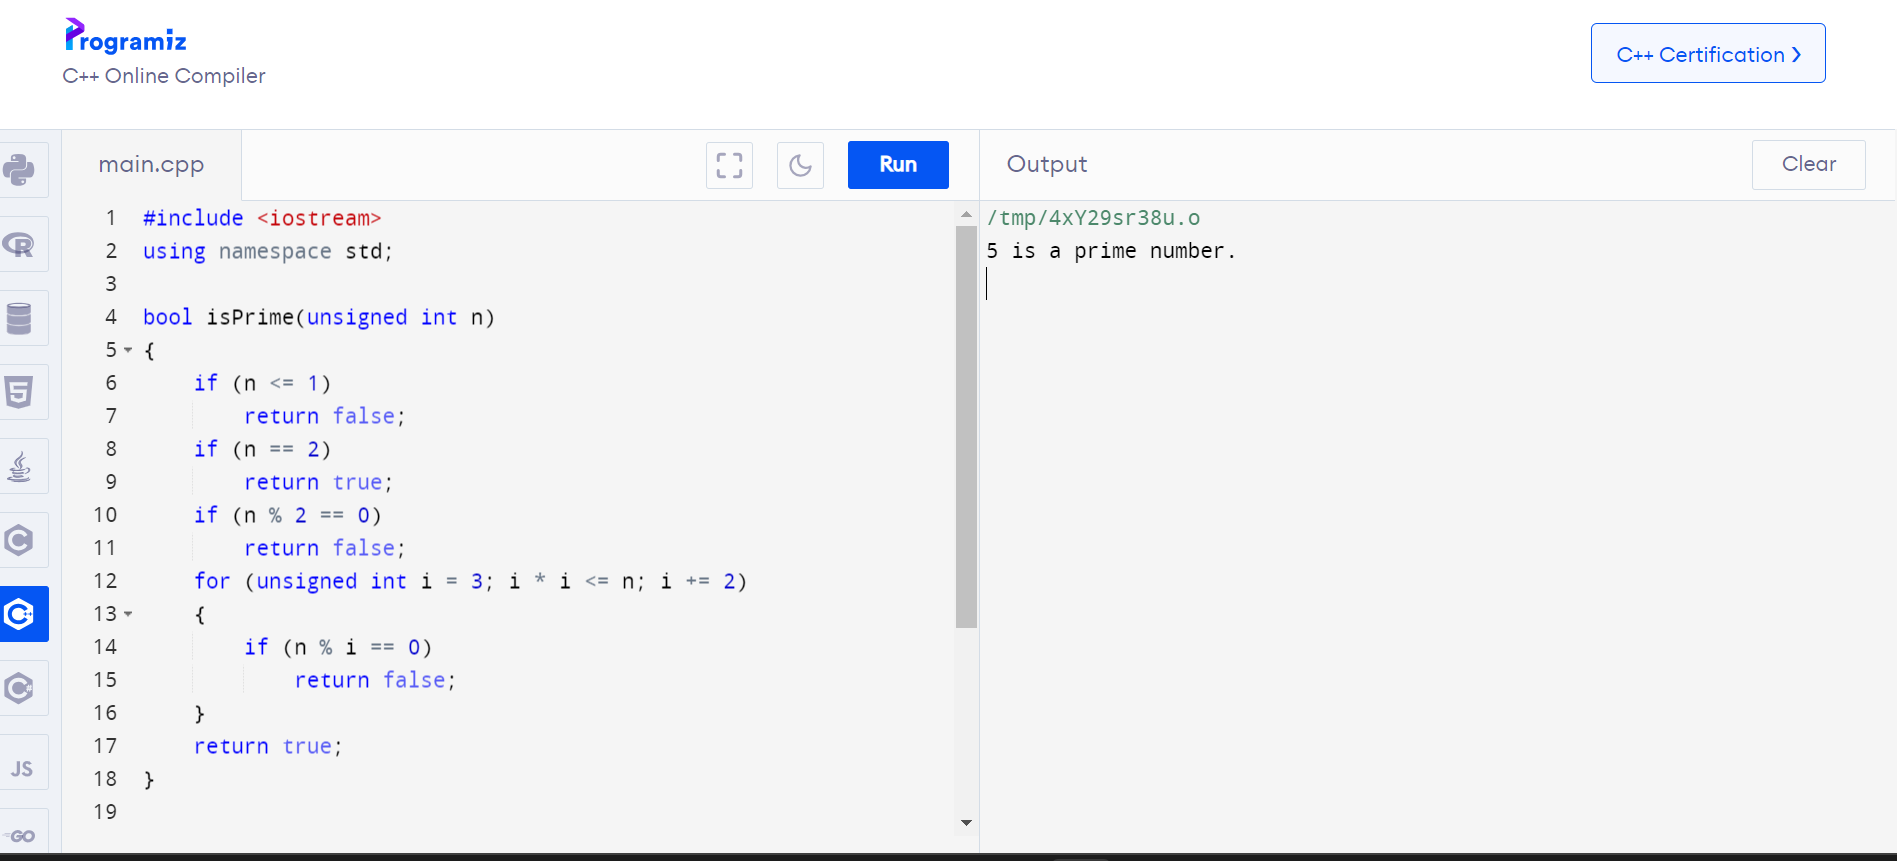 Programiz
C++ Online Compiler
C++ Certification
main.cpp
Run
Output
Clear
1 #include <iostream>
2 using namespace std;
3
4 bool isPrime(unsigned int n)
5 {
6     if (n <= 1)
7         return false;
8     if (n == 2)
9         return true;
10     if (n % 2 == 0)
11         return false;
12     for (unsigned int i = 3; i * i <= n; i += 2)
13     {
14         if (n % i == 0)
15             return false;
16     }
17     return true;
18 }
19
/tmp/4xY29sr38u.o
5 is a prime number.
R
5
C
C++
C#
JS
GO